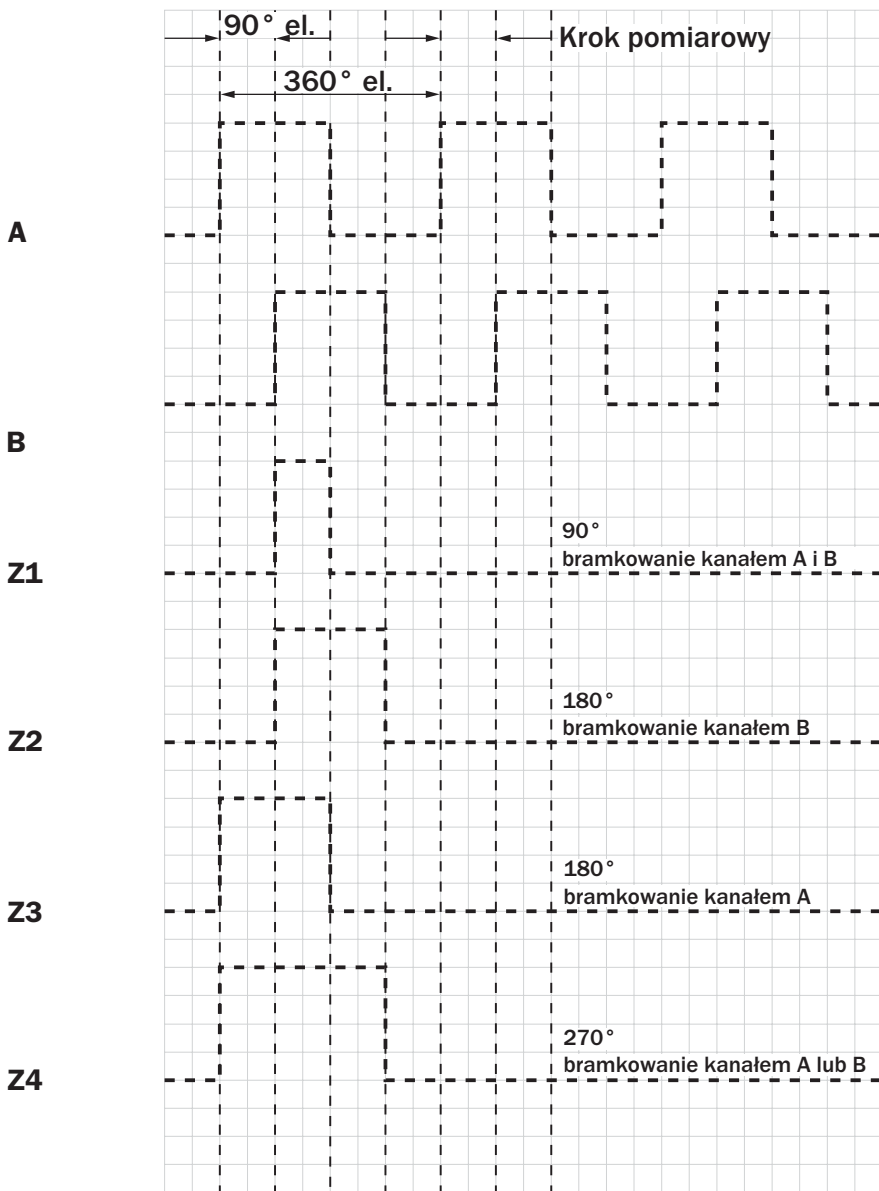 90° el.
Krok pomiarowy
360° el.
A
B
90°
bramkowanie kanałem A i B
Z1
180°
bramkowanie kanałem B
Z2
180°
bramkowanie kanałem A
Z3
270°
bramkowanie kanałem A lub B
Z4